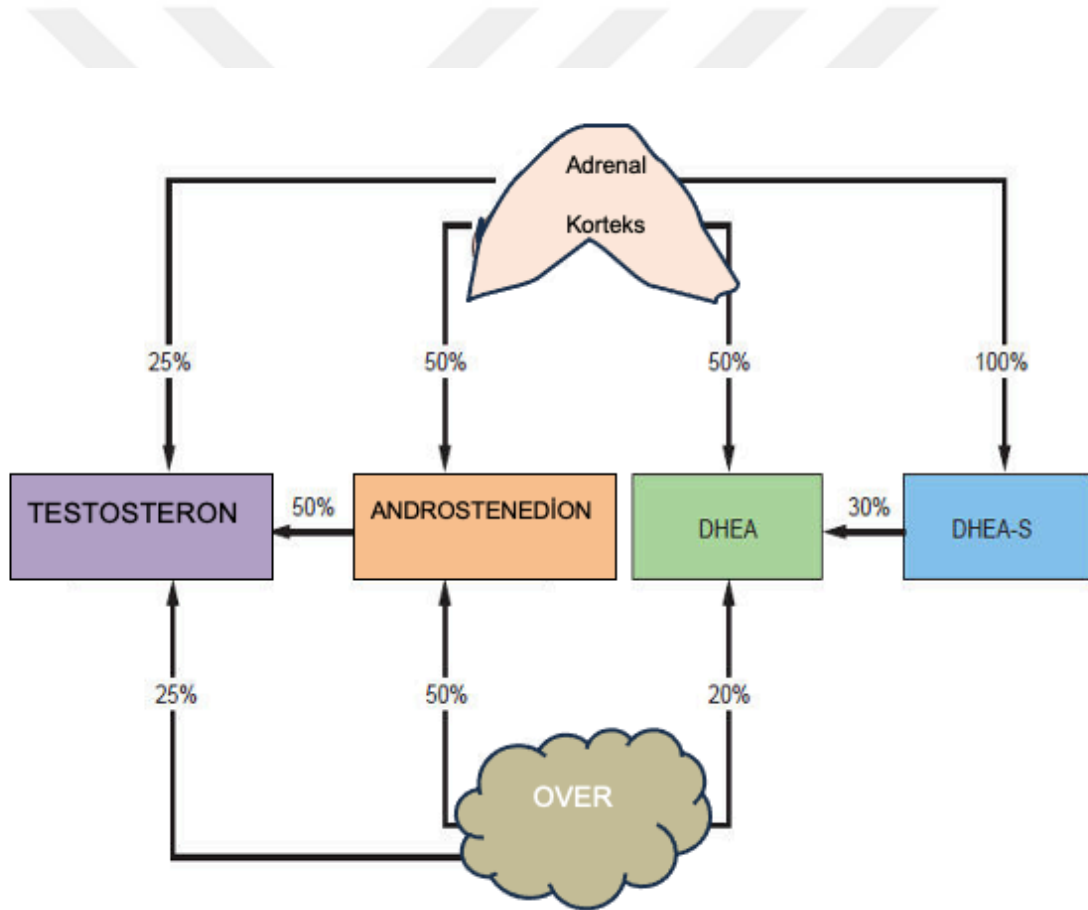 Adrenal
Korteks
25%
50%
50%
100%
TESTOSTERON
50%
ANDROSTENEDİON
DHEA
30%
DHEA-S
25%
50%
20%
OVER